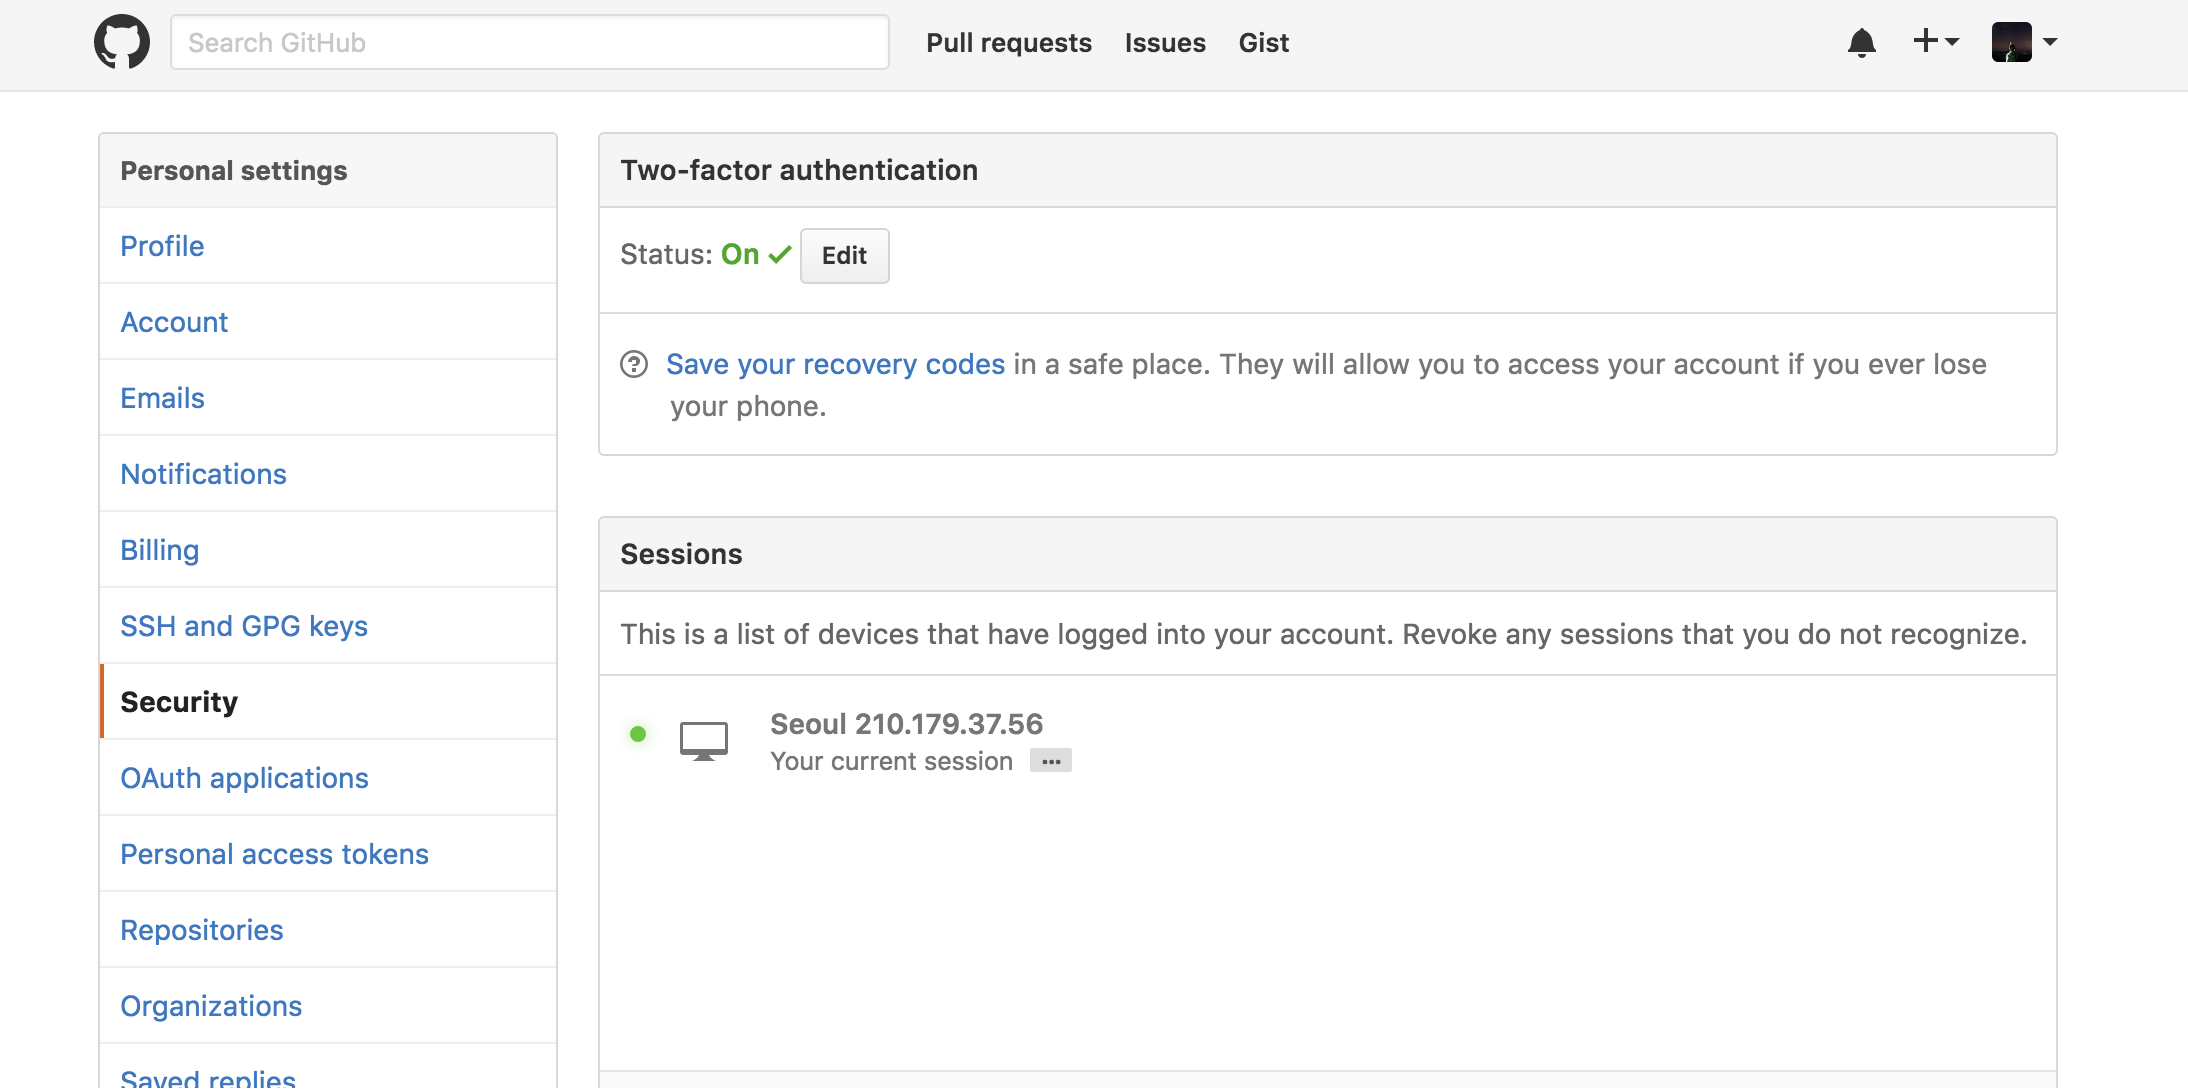 Search GitHub
Pull requests
Issues
Gist
Personal settings
Profile
Account
Emails
Notifications
Billing
SSH and GPG keys
Security
OAuth applications
Personal access tokens
Repositories
Organizations
Saved replies
Two-factor authentication
Status: On ✓ Edit
Save your recovery codes in a safe place. They will allow you to access your account if you ever lose
your phone.
Sessions
This is a list of devices that have logged into your account. Revoke any sessions that you do not recognize.
Seoul 210.179.37.56
Your current session ...